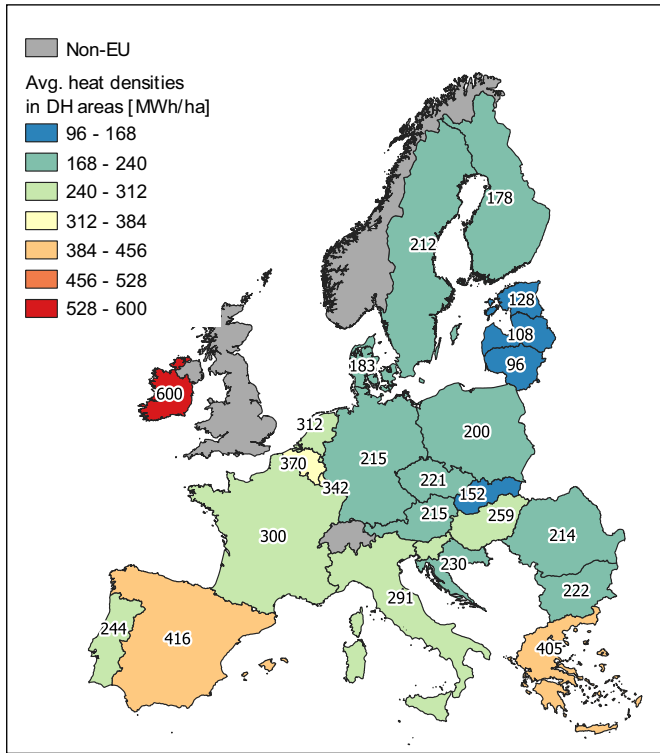 Non-EU
Avg. heat densities
in DH areas [MWh/ha]
96 - 168
168 - 240
240 - 312
312 - 384
384 - 456
456 - 528
528 - 600
178
212
128
108
96
183
600
312
200
215
370
221
342
152
215
259
300
214
230
222
291
244
416
405